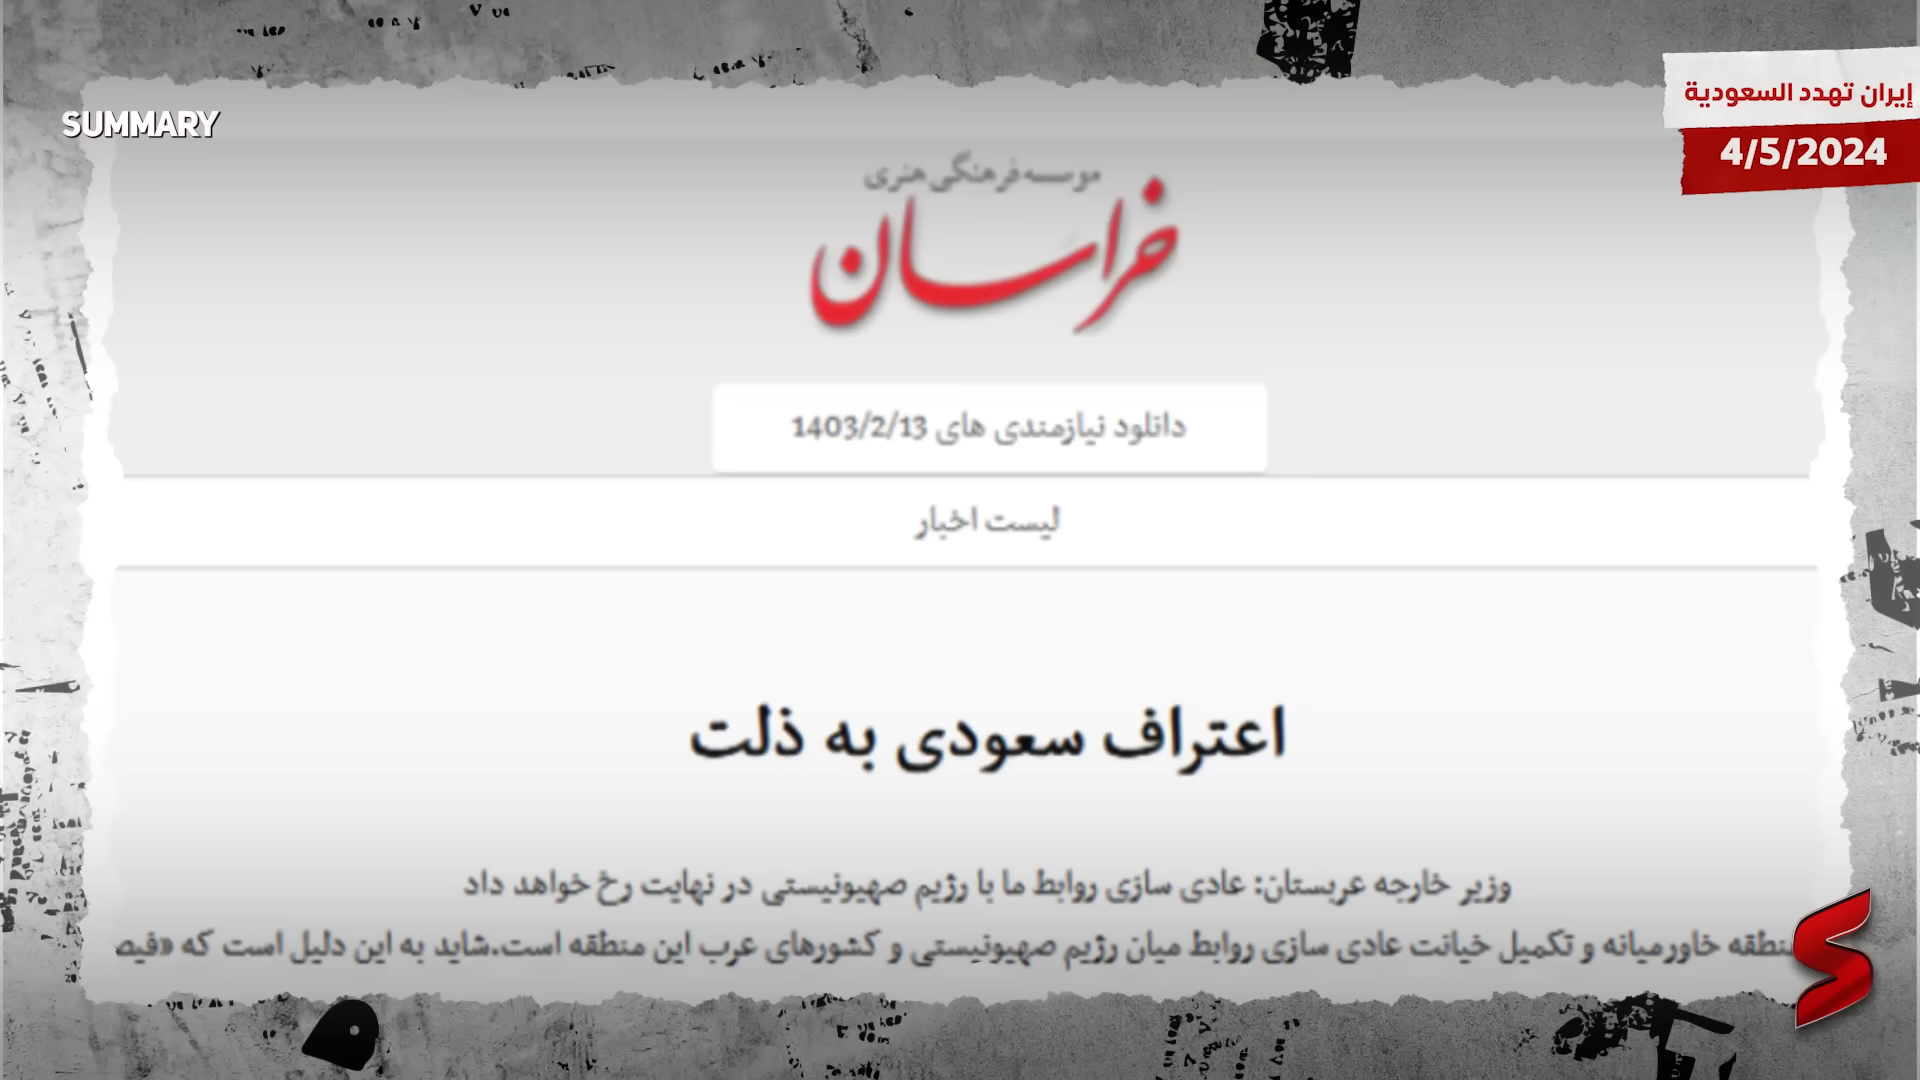 SUMMARY
إيران تهدد السعودية
4/5/2024
موسسه فرهنگی هنری
خراسان
دانلود نیازمندی های 1403/2/13
لیست اخبار
اعتراف سعودی به ذلت
وزیر خارجه عربستان: عادی سازی روابط ما با رژیم صهیونیستی در نهایت رخ خواهد داد
خاورمیانه و تکمیل خیانت عادی سازی روابط میان رژیم صهیونیستی و کشورهای عرب این منطقه است.شاید به این دلیل است که